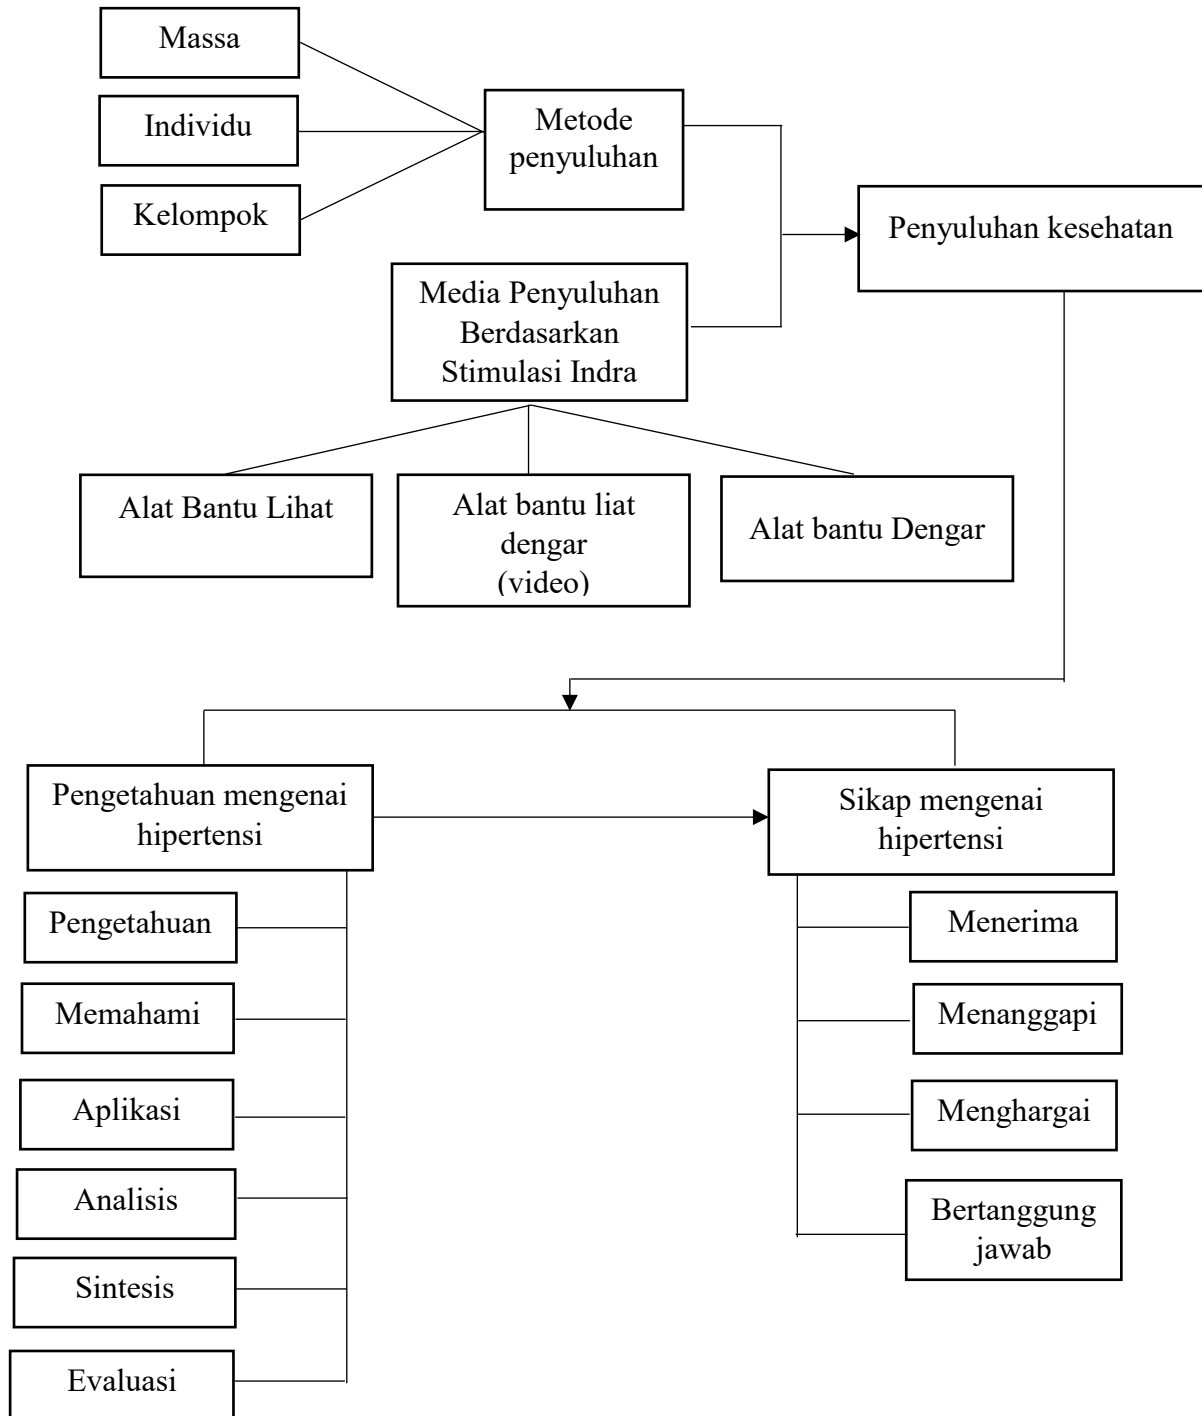 Massa
Individu
Kelompok
Metode
penyuluhan
Penyuluhan kesehatan
Media Penyuluhan
Berdasarkan
Stimulasi Indra
Alat Bantu Lihat
Alat bantu liat
dengar
(video)
Alat bantu Dengar
Pengetahuan mengenai
hipertensi
Sikap mengenai
hipertensi
Pengetahuan
Memahami
Aplikasi
Analisis
Sintesis
Evaluasi
Menerima
Menanggapi
Menghargai
Bertanggung
jawab